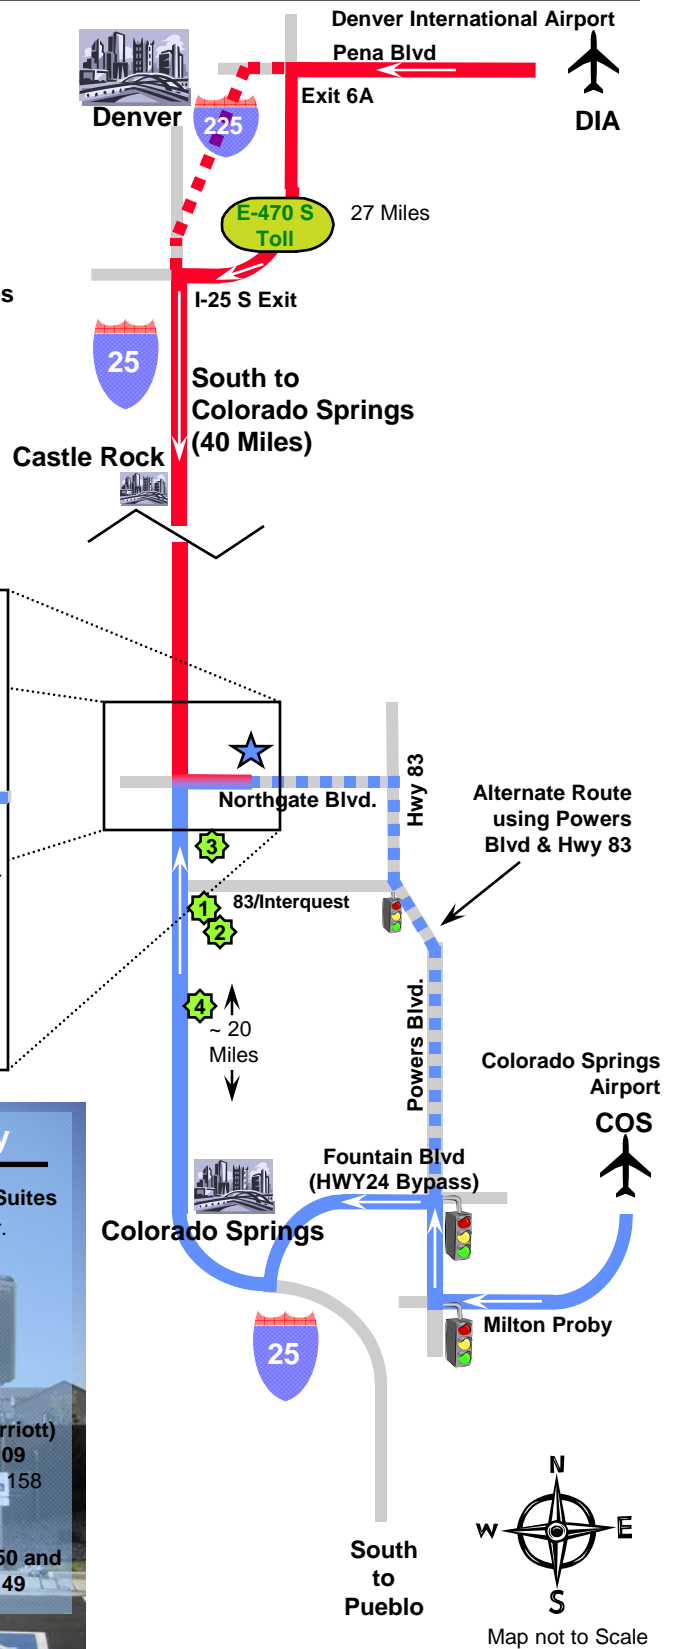 Denver International Airport
Pena Blvd
Exit 6A
Denver
225
DIA
E-470 S
Toll
27 Miles
I-25 S Exit
25
South to
Colorado Springs
(40 Miles)
Castle Rock
Northgate Blvd.
Hwy 83
Alternate Route
using Powers
Blvd & Hwy 83
3
83/Interquest
1
2
4
~ 20
Miles
Powers Blvd.
Colorado Springs
Airport
COS
Fountain Blvd
(HWY24 Bypass)
Colorado Springs
Milton Proby
25
South
to
Pueblo
N
W
E
S
Map not to Scale
s
y
Suites
.
rriott)
09
158
50 and
49